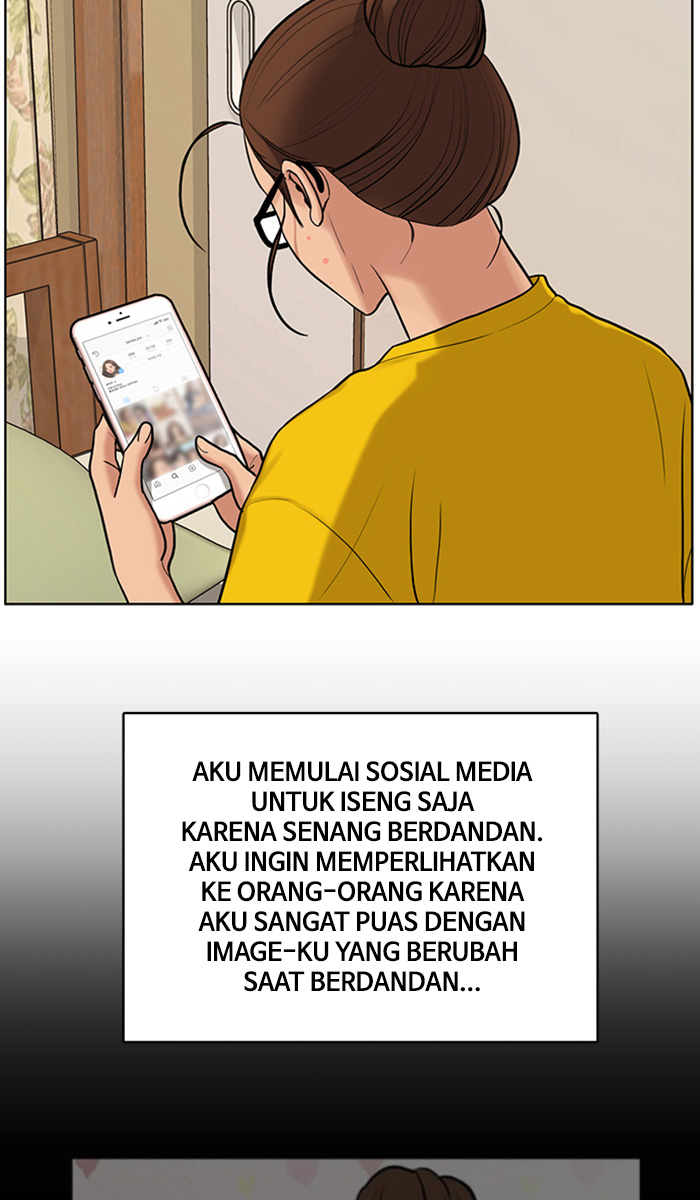 AKU MEMULAI SOSIAL MEDIA
UNTUK ISENG SAJA
KARENA SENANG BERDANDAN.
AKU INGIN MEMPERLIHATKAN
KE ORANG-ORANG KARENA
AKU SANGAT PUAS DENGAN
IMAGE-KU YANG BERUBAH
SAAT BERDANDAN...